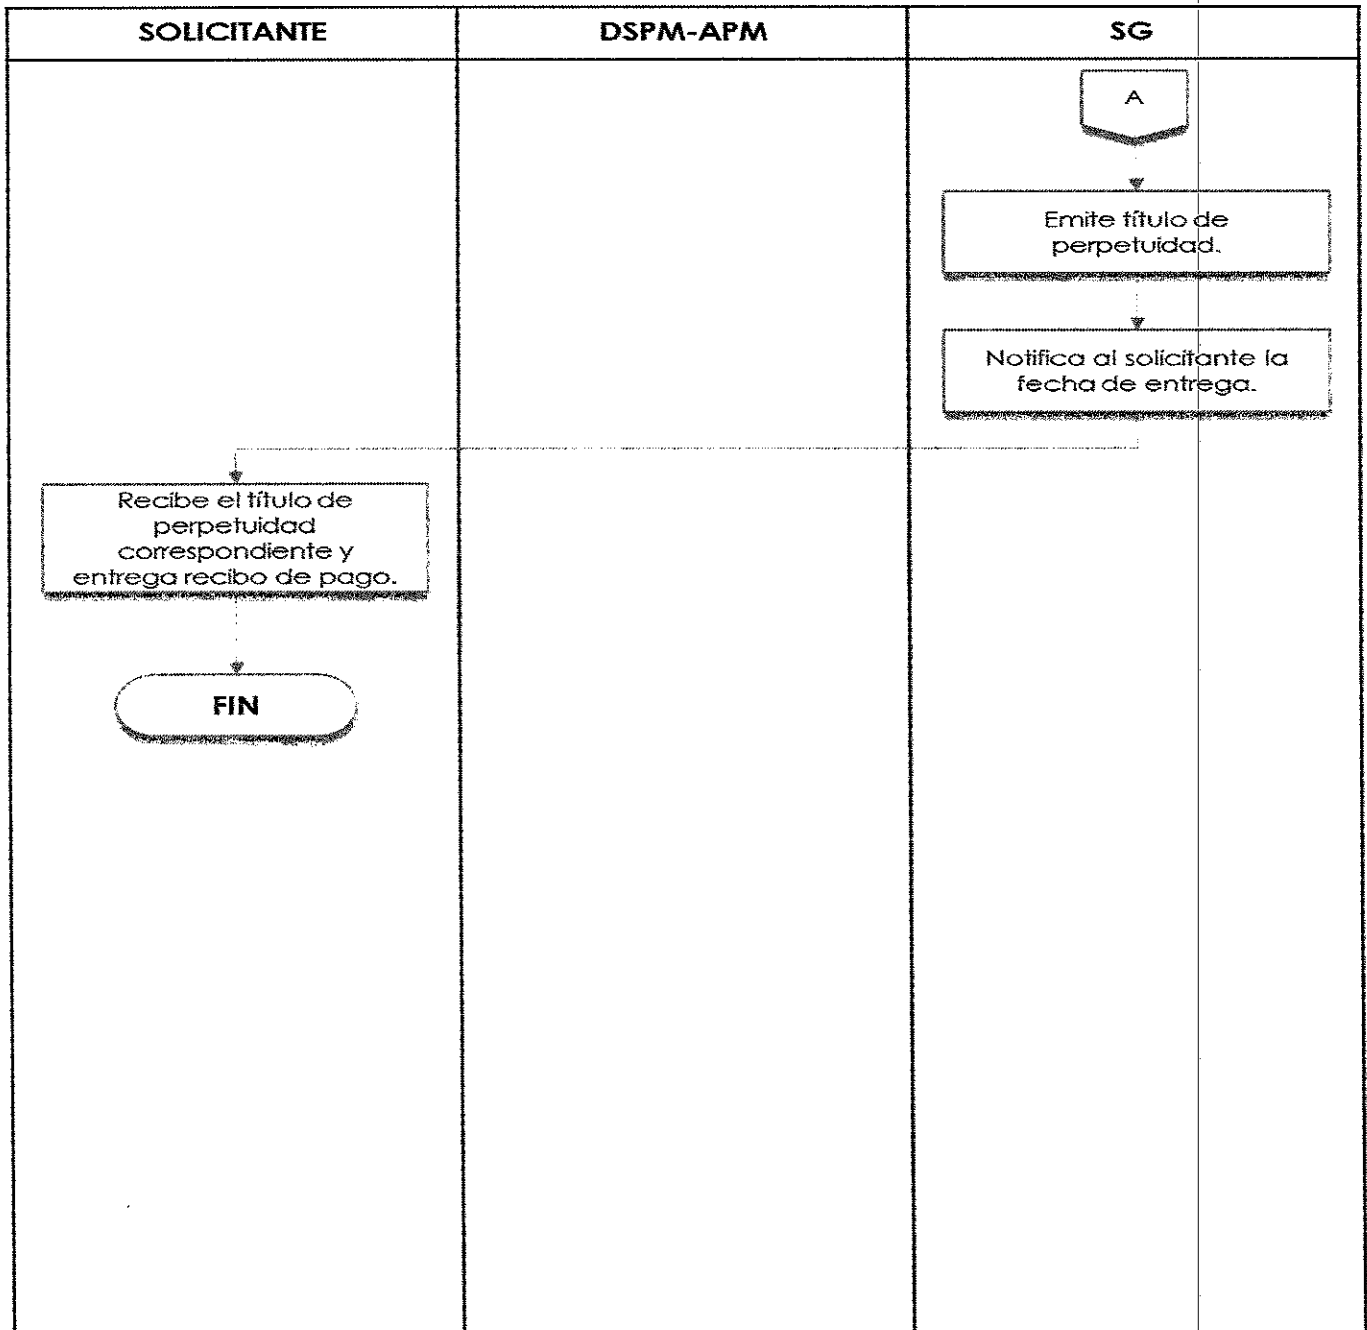 SOLICITANTE
DSPM-APM
SG
A
Emite título de
perpetuidad.
Notifica al solicitante la
fecha de entrega.
Recibe el título de
perpetuidad
correspondiente y
entrega recibo de pago.
FIN